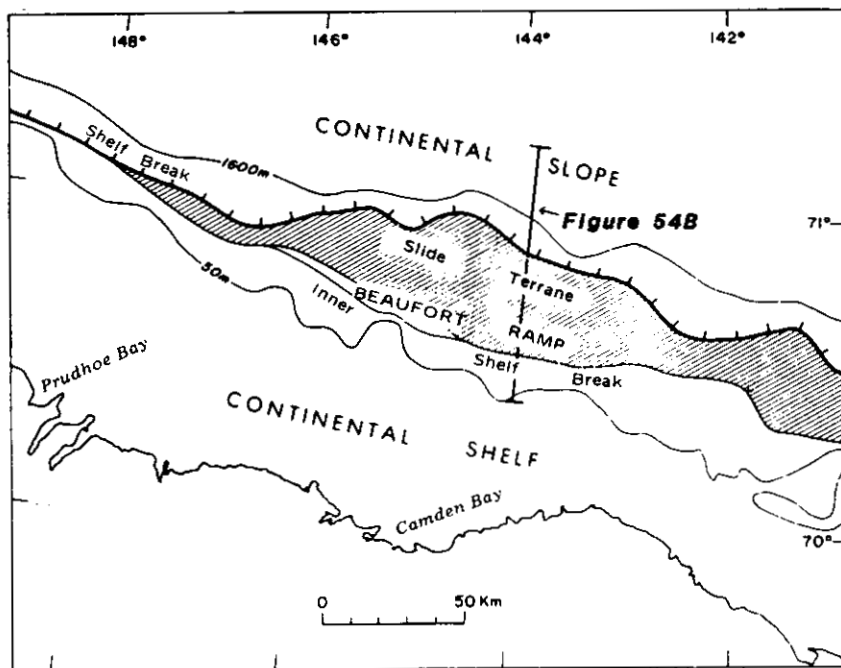 148° 146° 144° 142°
CONTINENTAL SLOPE
Shelf Break
1600m
Figure 54B
71°
Slide Terrane
50m
Inner Shelf Break
BEAUFORT RAMP
Prudhoe Bay
CONTINENTAL SHELF
Camden Bay
70°
0 50 Km